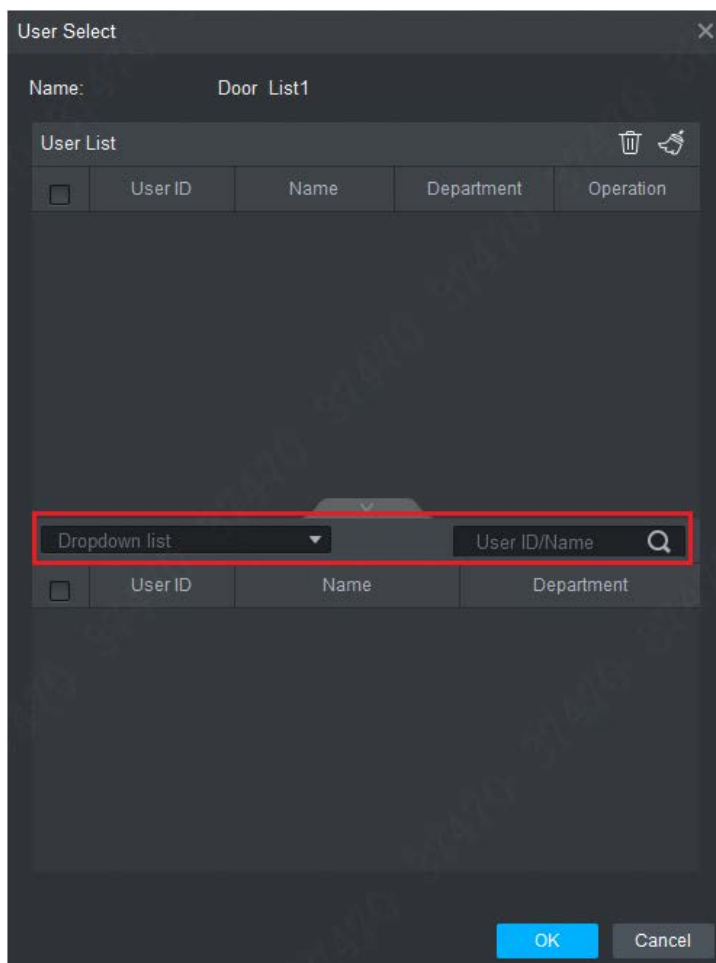 User Select
Name: Door List1
User List
User ID Name Department Operation
Dropdown list User ID/Name
User ID Name Department
OK Cancel